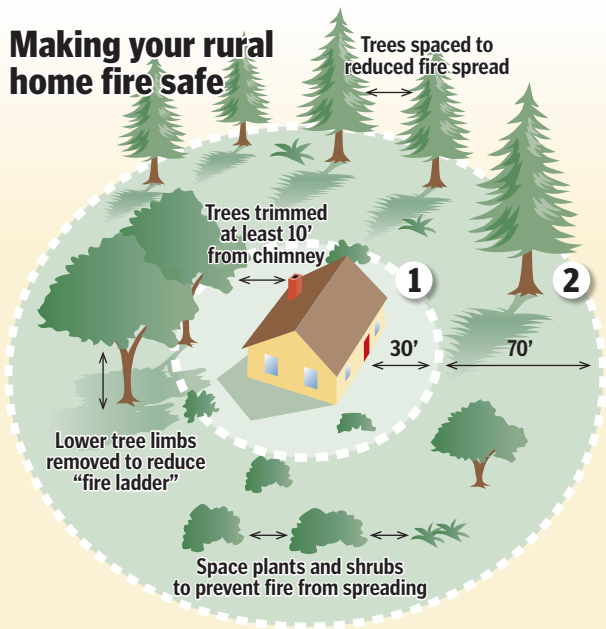 Making your rural
home fire safe
Trees spaced to
reduced fire spread
Trees trimmed
at least 10'
from chimney
1
2
30'
70'
Lower tree limbs
removed to reduce
“fire ladder”
Space plants and shrubs
to prevent fire from spreading